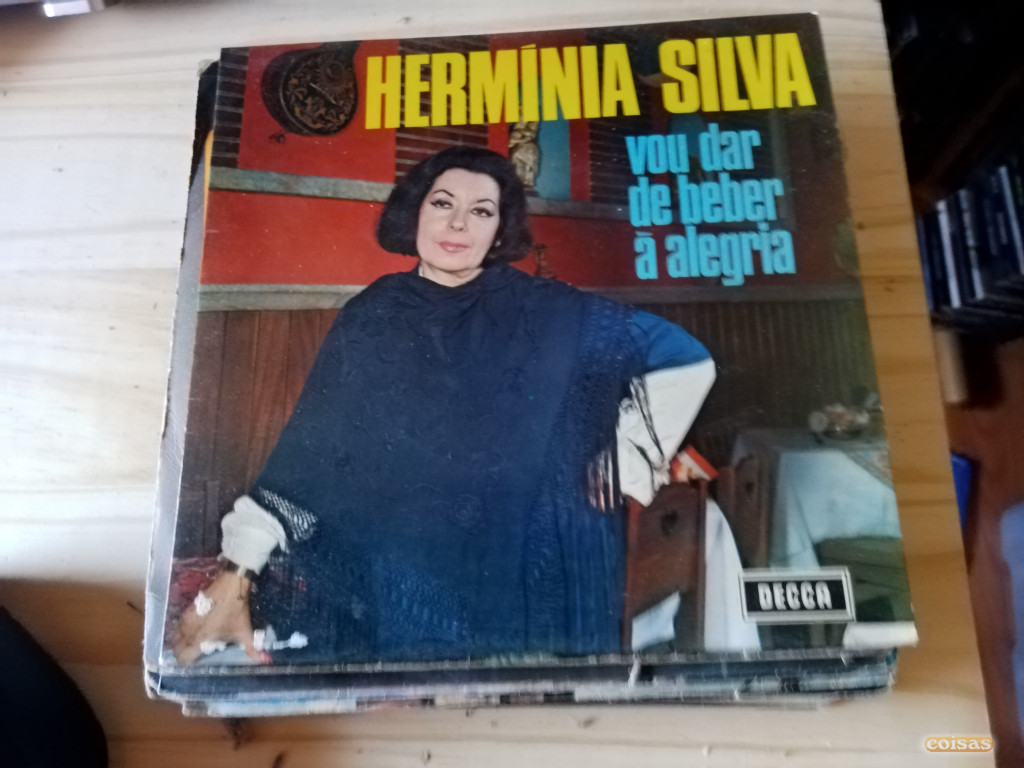 HERMÍNIA SILVA
vou dar
de beber
à alegria
DECCA
coisas